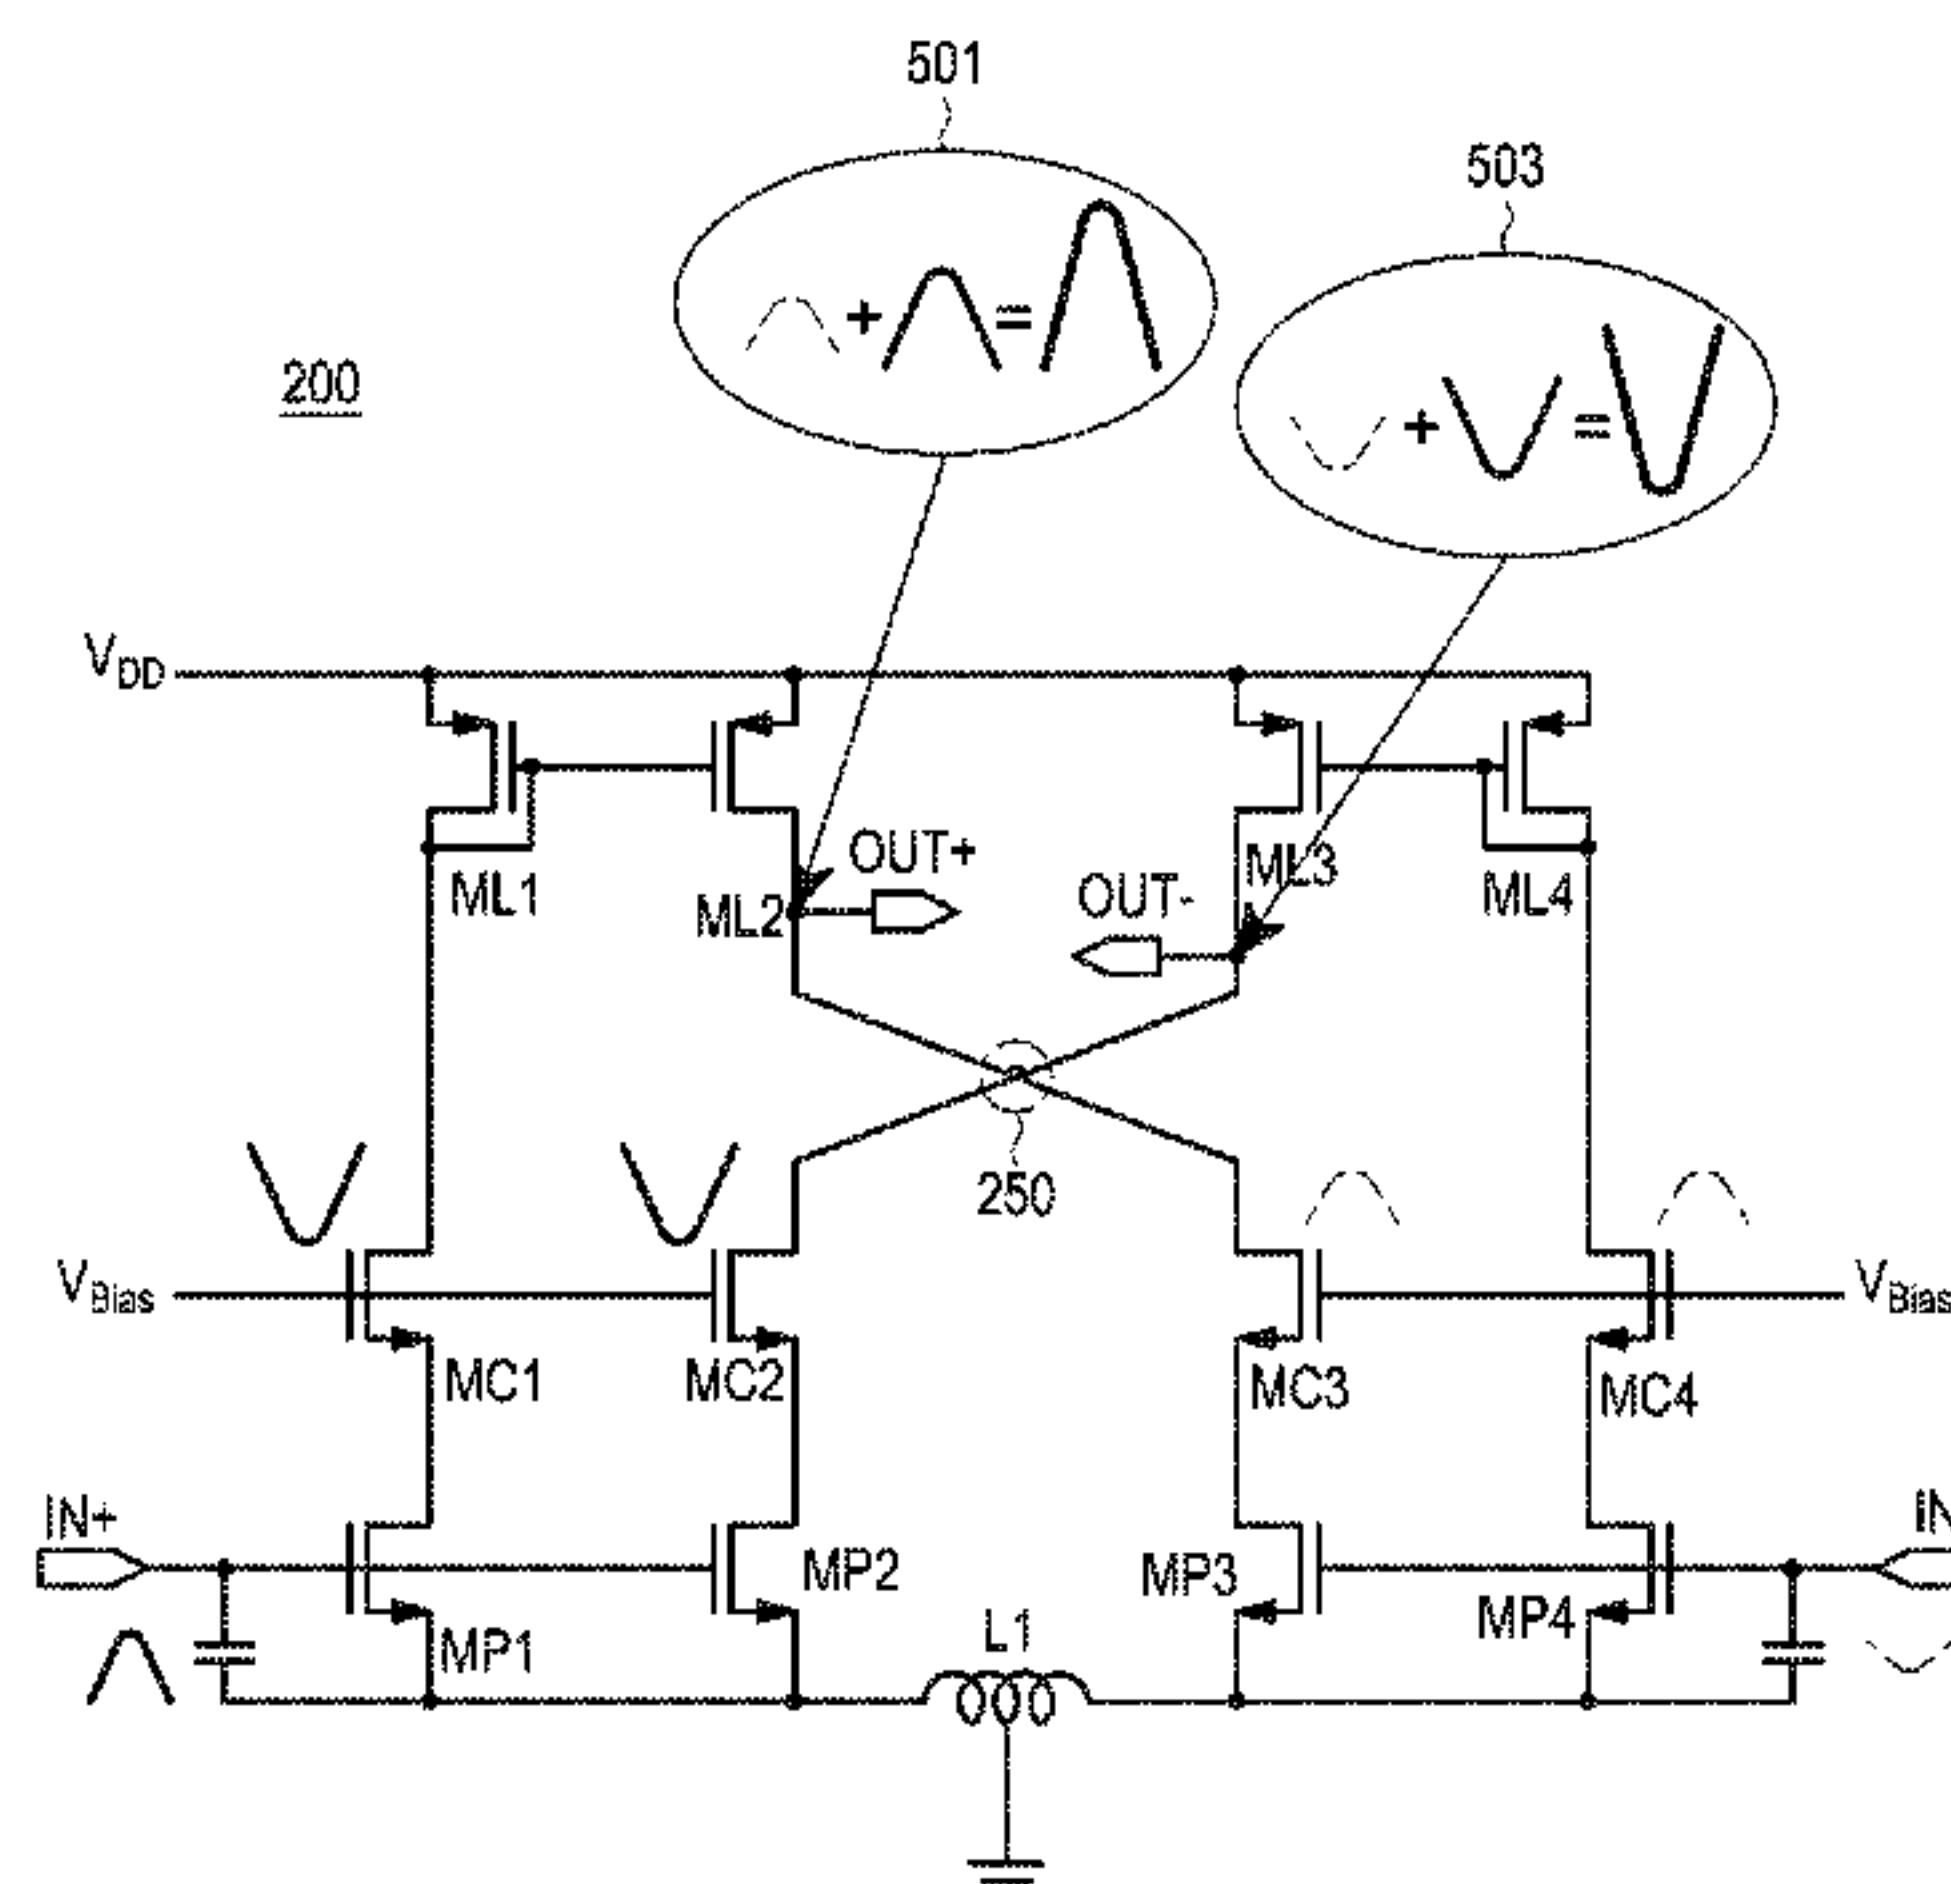 501
503
200
VDD
OUT+
OUT-
ML1
ML2
ML3
ML4
250
VBias
VBias
MC1
MC2
MC3
MC4
IN+
IN
MP1
MP2
MP3
MP4
L1